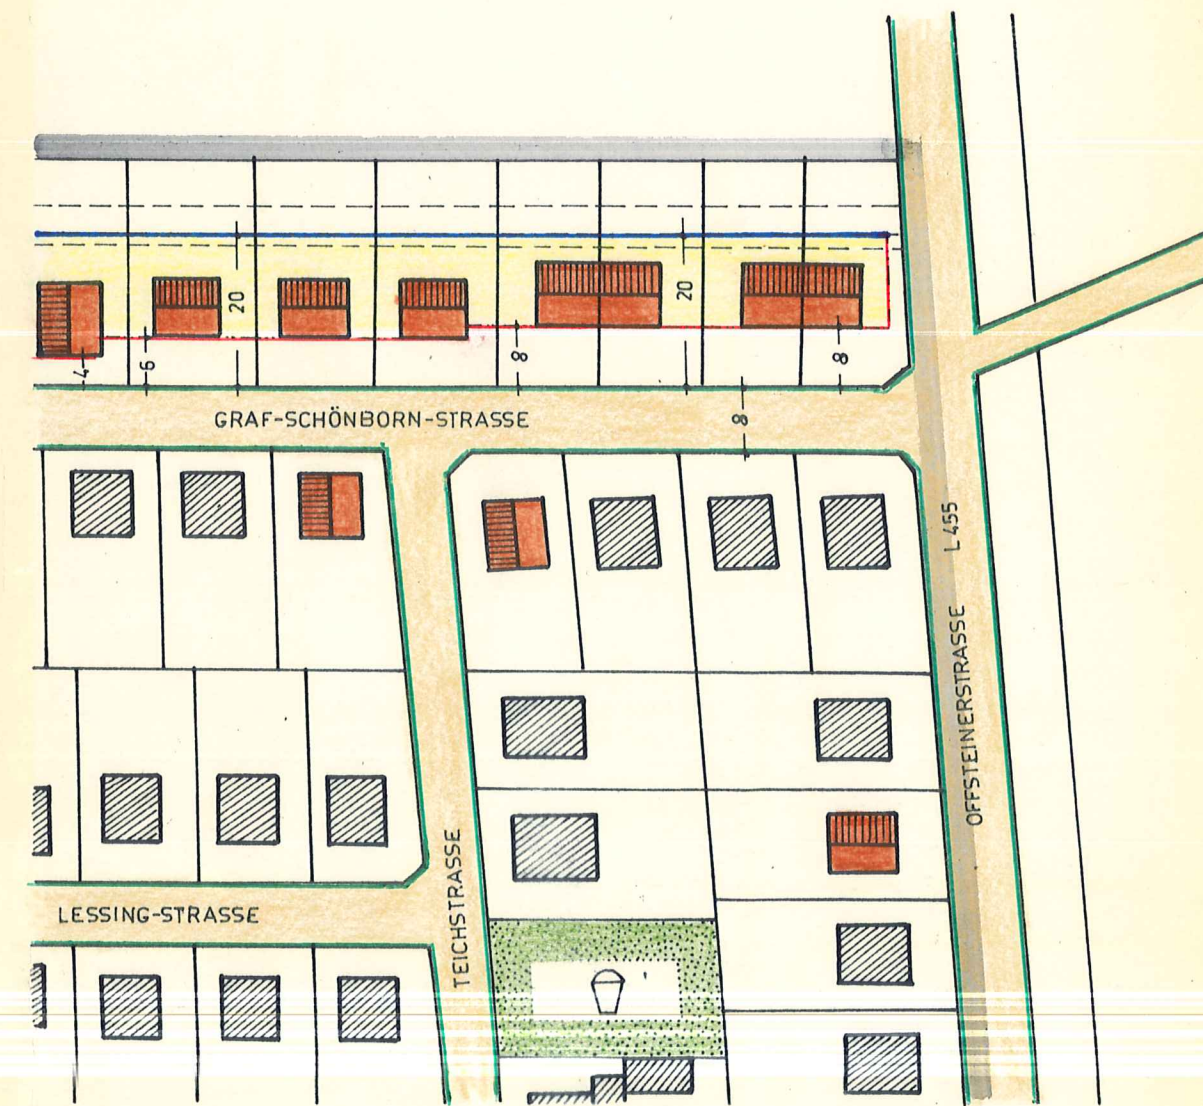 20
20
4
6
8
8
GRAF-SCHÖNBORN-STRASSE
8
OFFSTEINERSTRASSE L 455
TEICHSTRASSE
LESSING-STRASSE